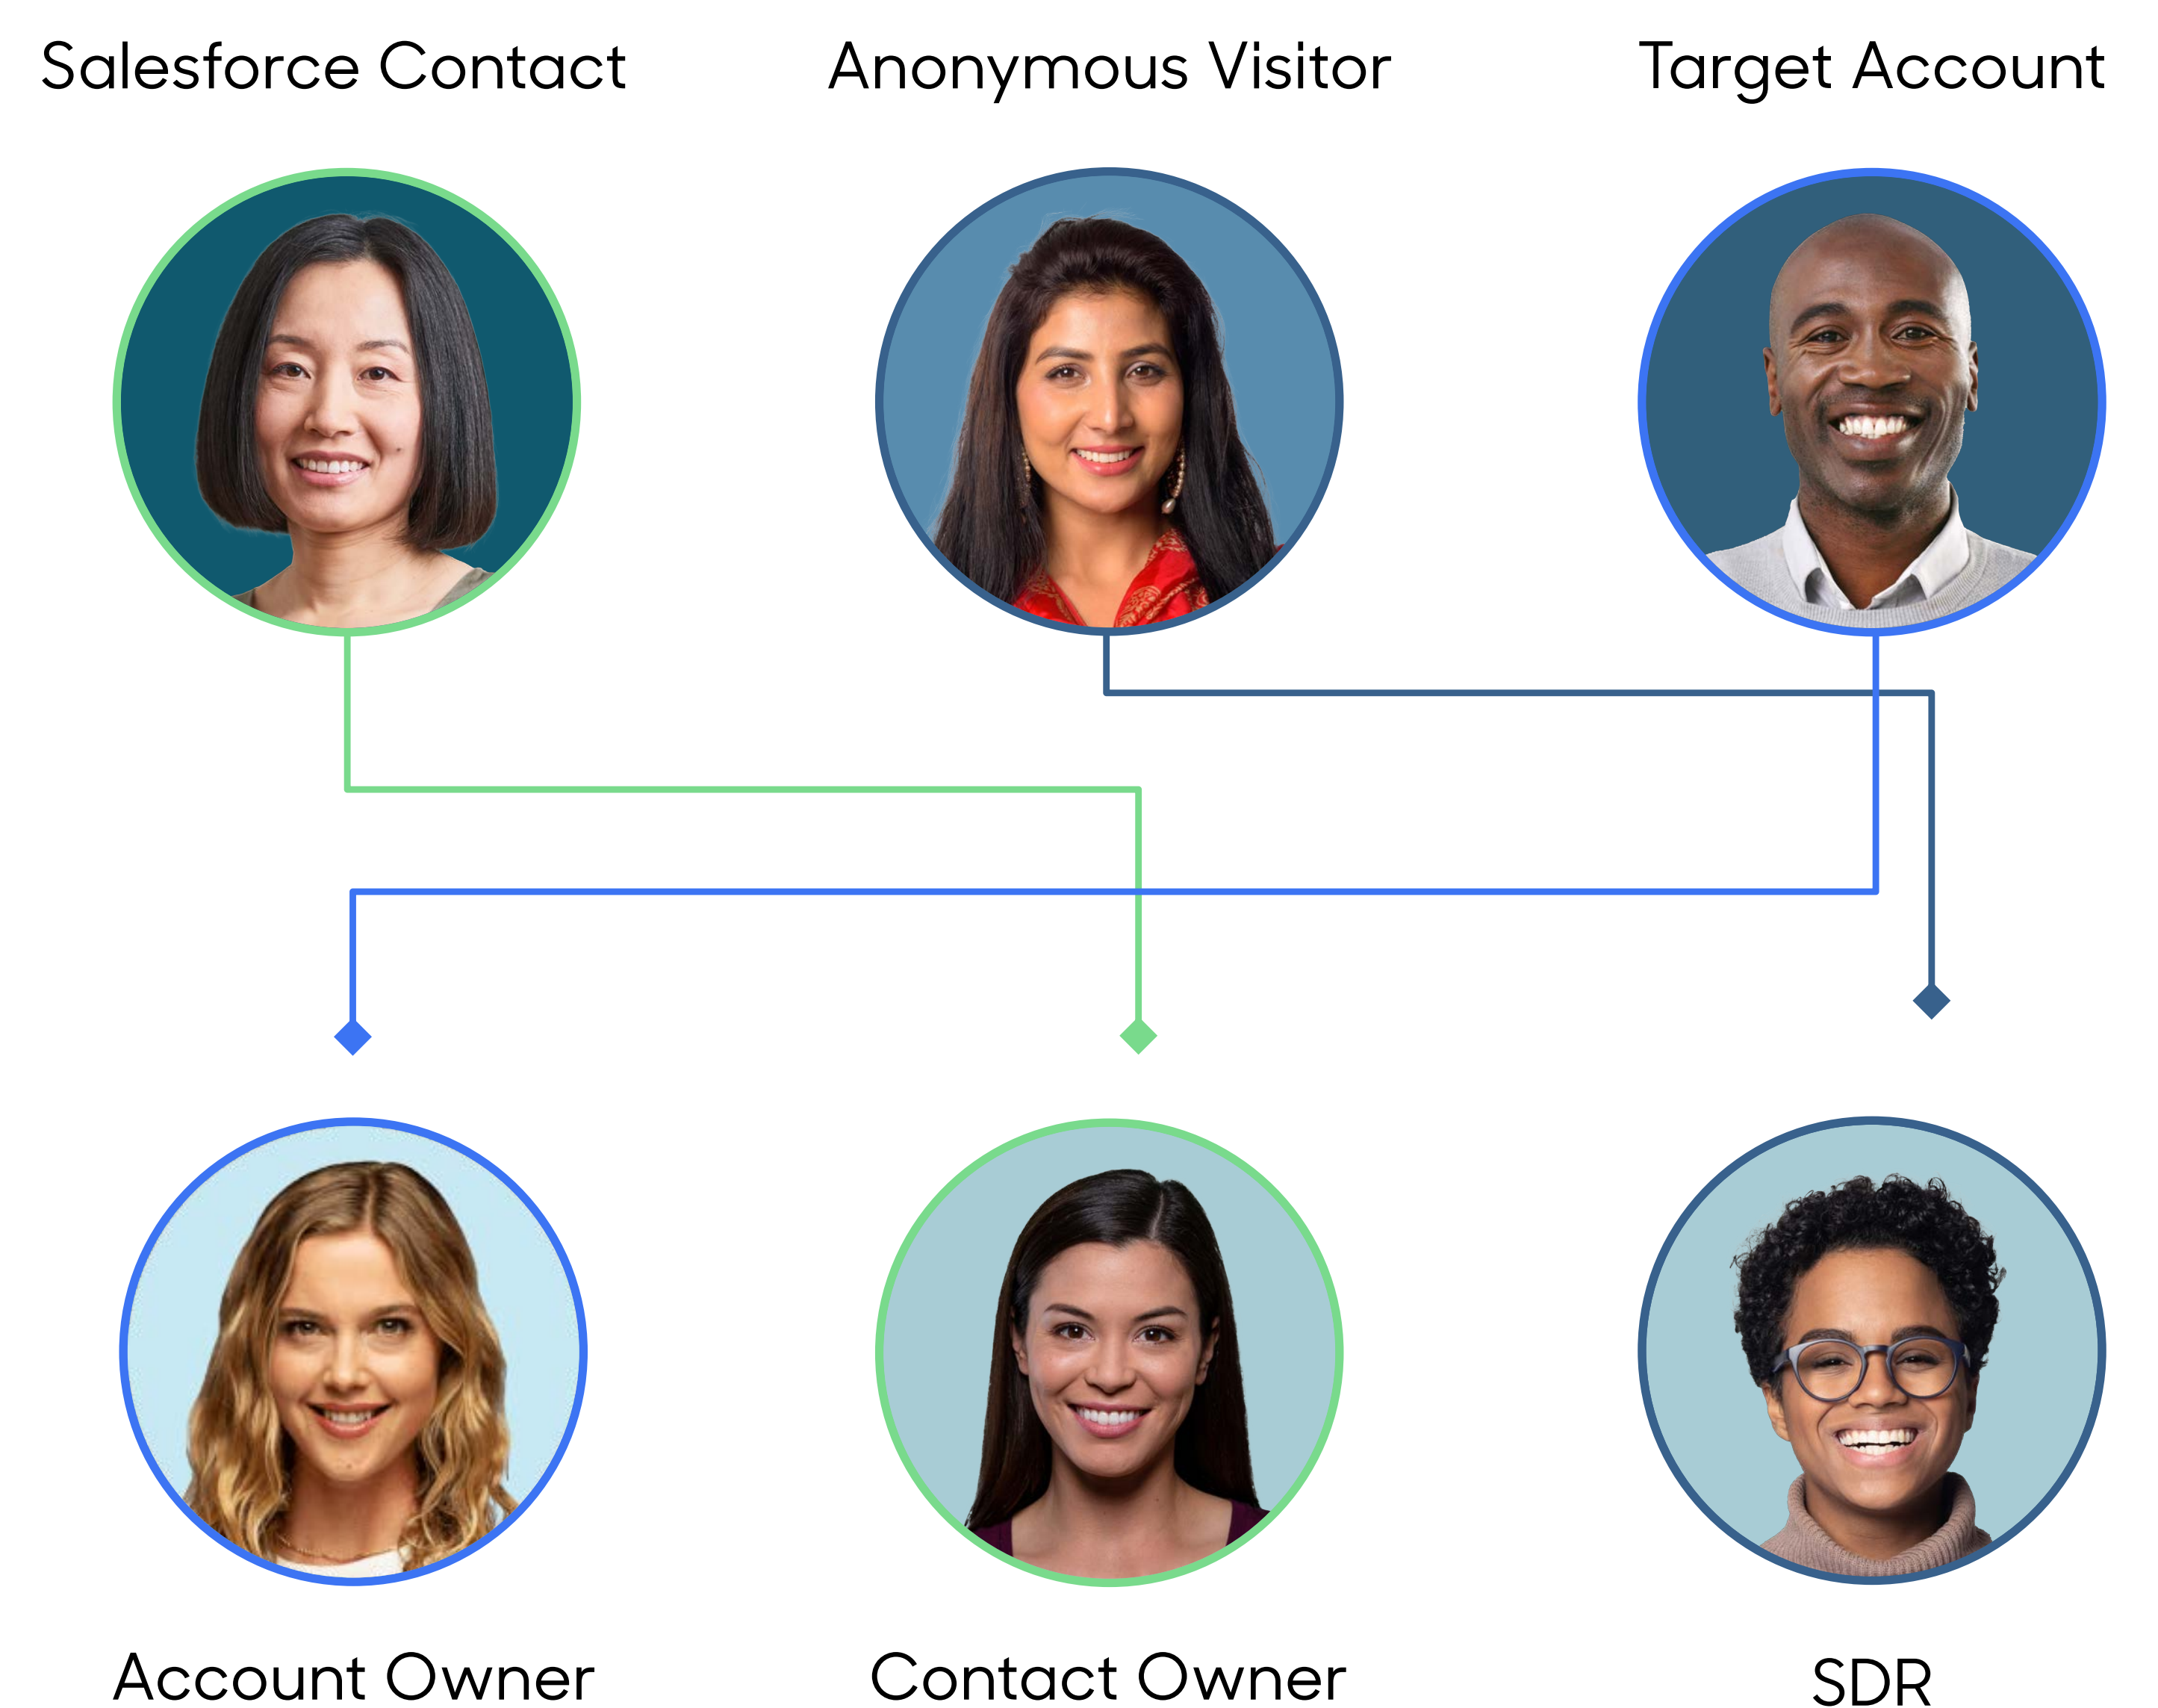 Salesforce Contact
Anonymous Visitor
Target Account
Account Owner
Contact Owner
SDR